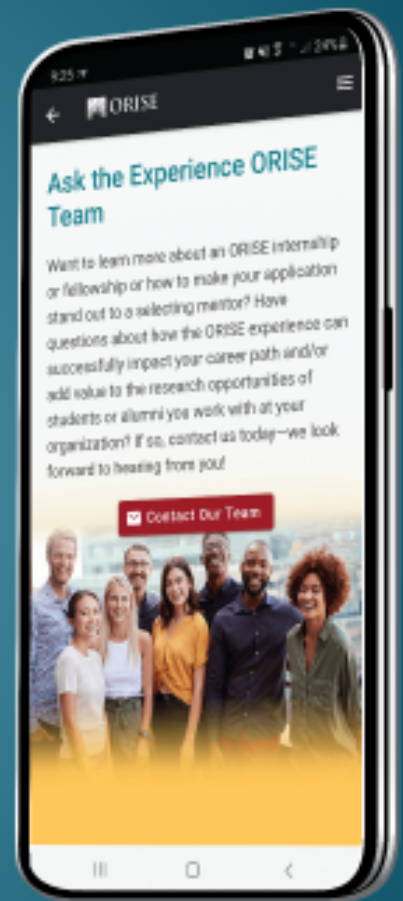 9:25
24%
ORISE
Ask the Experience ORISE
Team
Want to learn more about an ORISE internship
or fellowship or how to make your application
stand out to a selecting mentor? Have
questions about how the ORISE experience can
successfully impact your career path and/or
add value to the research opportunities of
students or alumni you work with at your
organization? If so, contact us today—we look
forward to hearing from you!
Contact Our Team